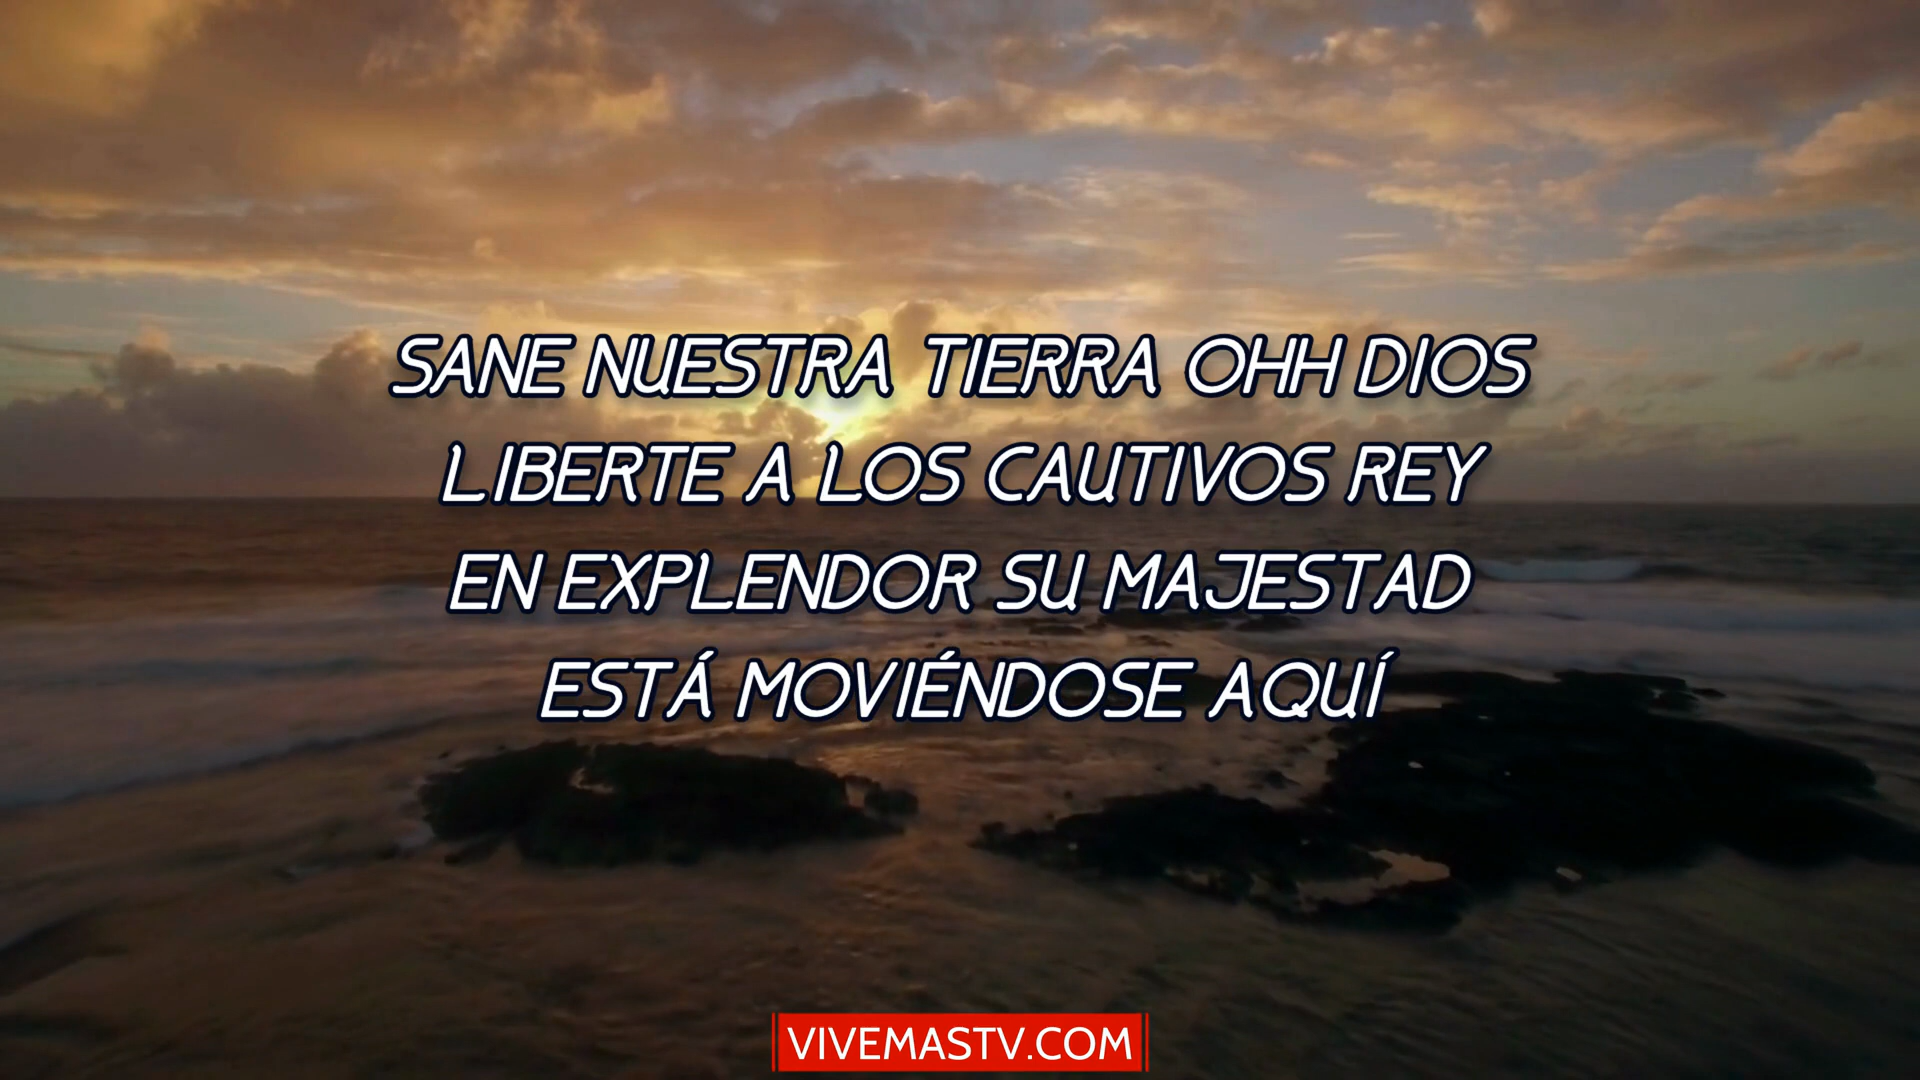 SANE NUESTRA TIERRA OHH DIOS
LIBERTE A LOS CAUTIVOS REY
EN EXPLENDOR SU MAJESTAD
ESTÁ MOVIÉNDOSE AQUÍ
VIVEMASTV.COM